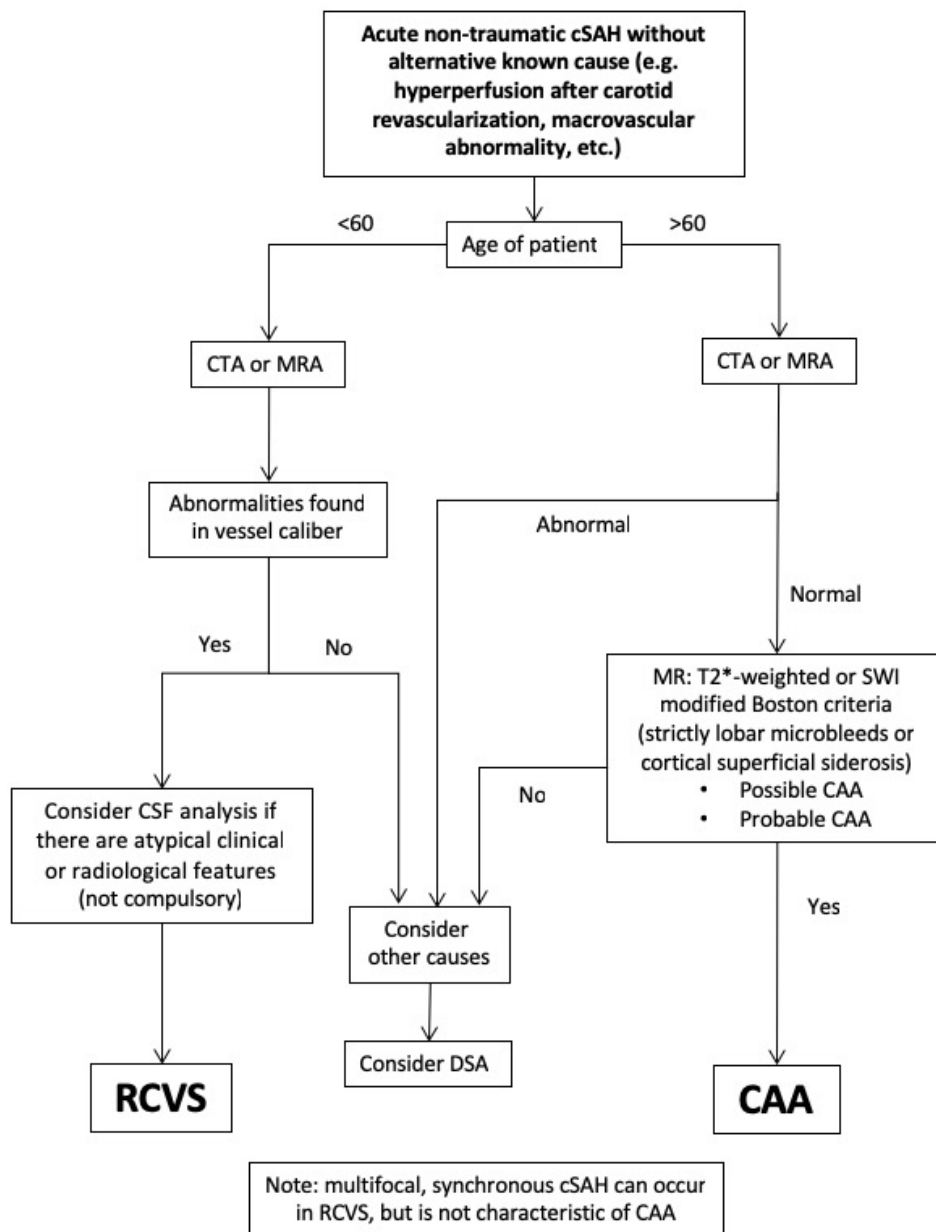 Acute non-traumatic cSAH without
alternative known cause (e.g.
hyperperfusion after carotid
revascularization, macrovascular
abnormality, etc.)
<60
Age of patient
>60
CTA or MRA
CTA or MRA
Abnormalities found
in vessel caliber
Abnormal
Normal
Yes
No
MR: T2*-weighted or SWI
modified Boston criteria
(strictly lobar microbleeds or
cortical superficial siderosis)
• Possible CAA
• Probable CAA
No
Consider CSF analysis if
there are atypical clinical
or radiological features
(not compulsory)
Yes
Consider
other causes
Consider DSA
RCVS
CAA
Note: multifocal, synchronous cSAH can occur
in RCVS, but is not characteristic of CAA